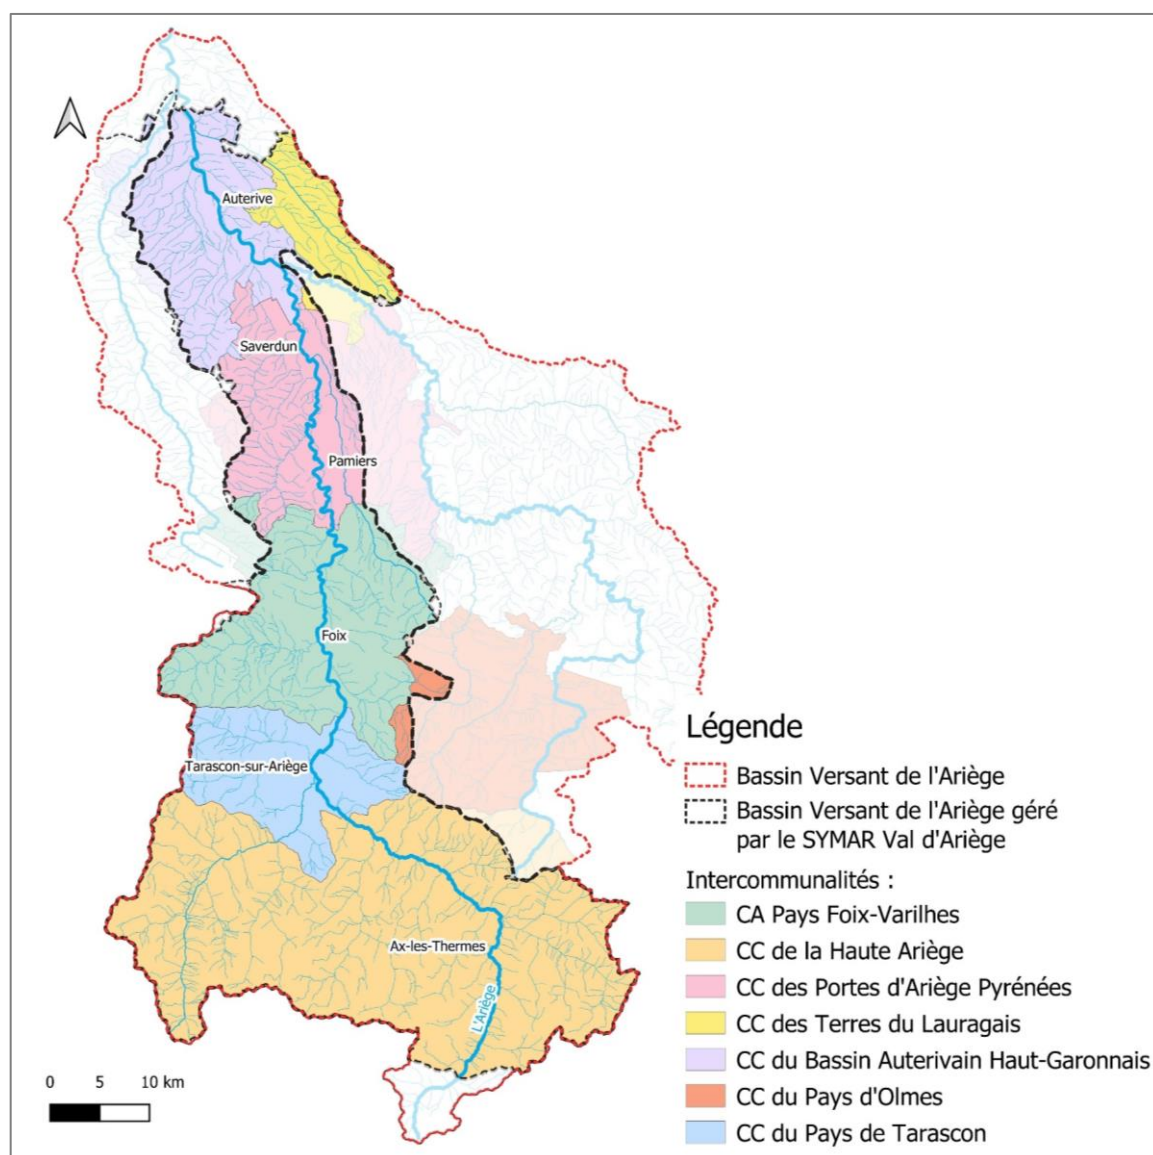 Auterive
Saverdun
Pamiers
Foix
Tarascon-sur-Ariège
Ax-les-Thermes
L'Ariège
0 5 10 km
Légende
Bassin Versant de l'Ariège
Bassin Versant de l'Ariège géré
par le SYMAR Val d'Ariège
Intercommunalités :
CA Pays Foix-Varilhes
CC de la Haute Ariège
CC des Portes d'Ariège Pyrénées
CC des Terres du Lauragais
CC du Bassin Auterivain Haut-Garonnais
CC du Pays d'Olmes
CC du Pays de Tarascon